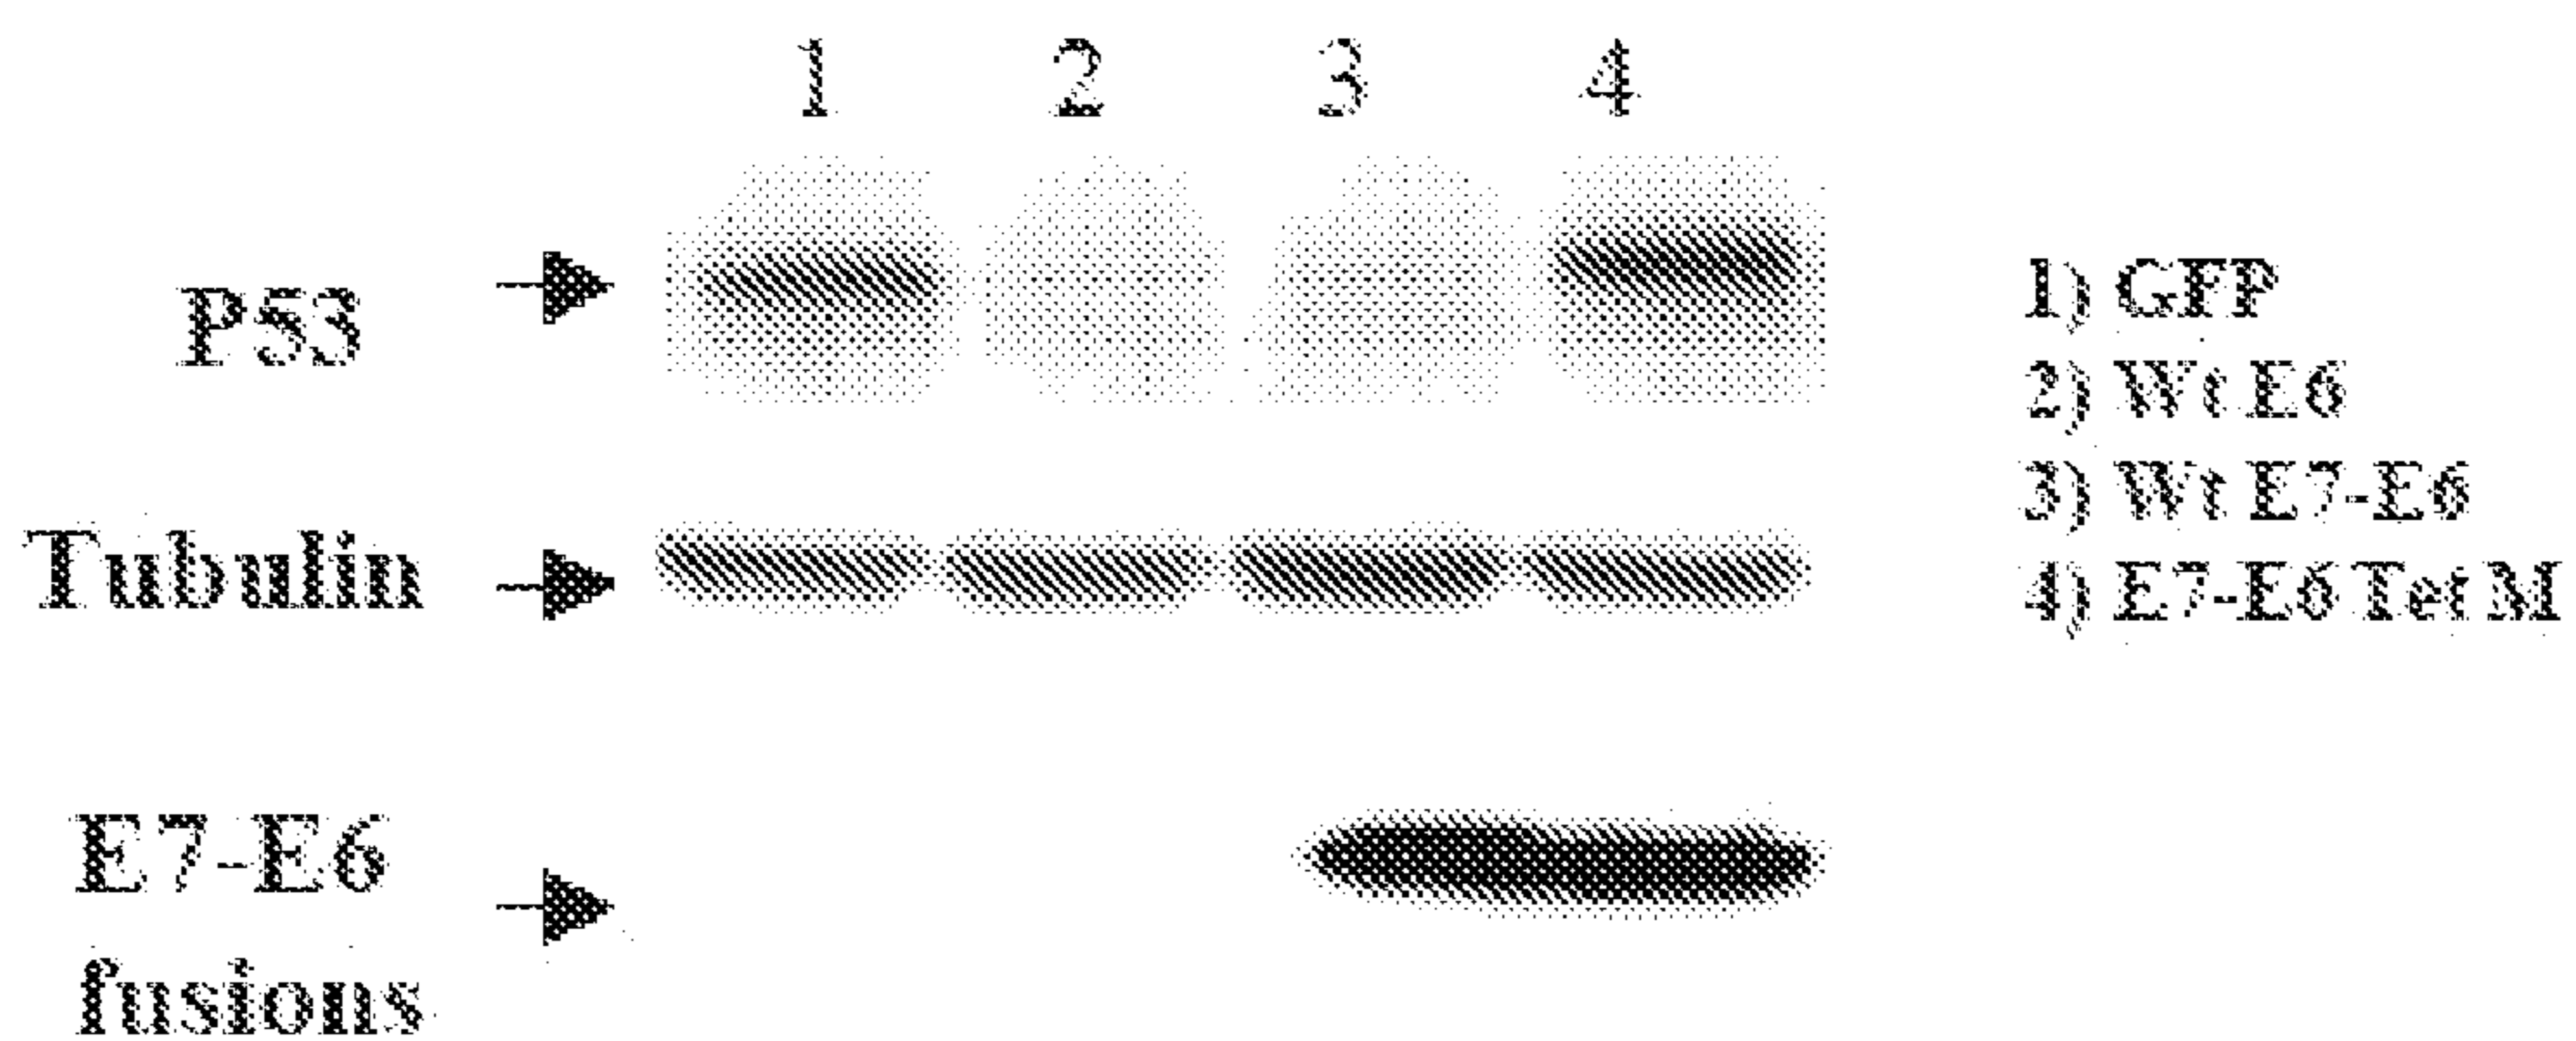 1 2 3 4
P53
Tubulin
E7-E6
fusions
1) GFP
2) Wt E6
3) Wt E7-E6
4) E7-E6 Tet M